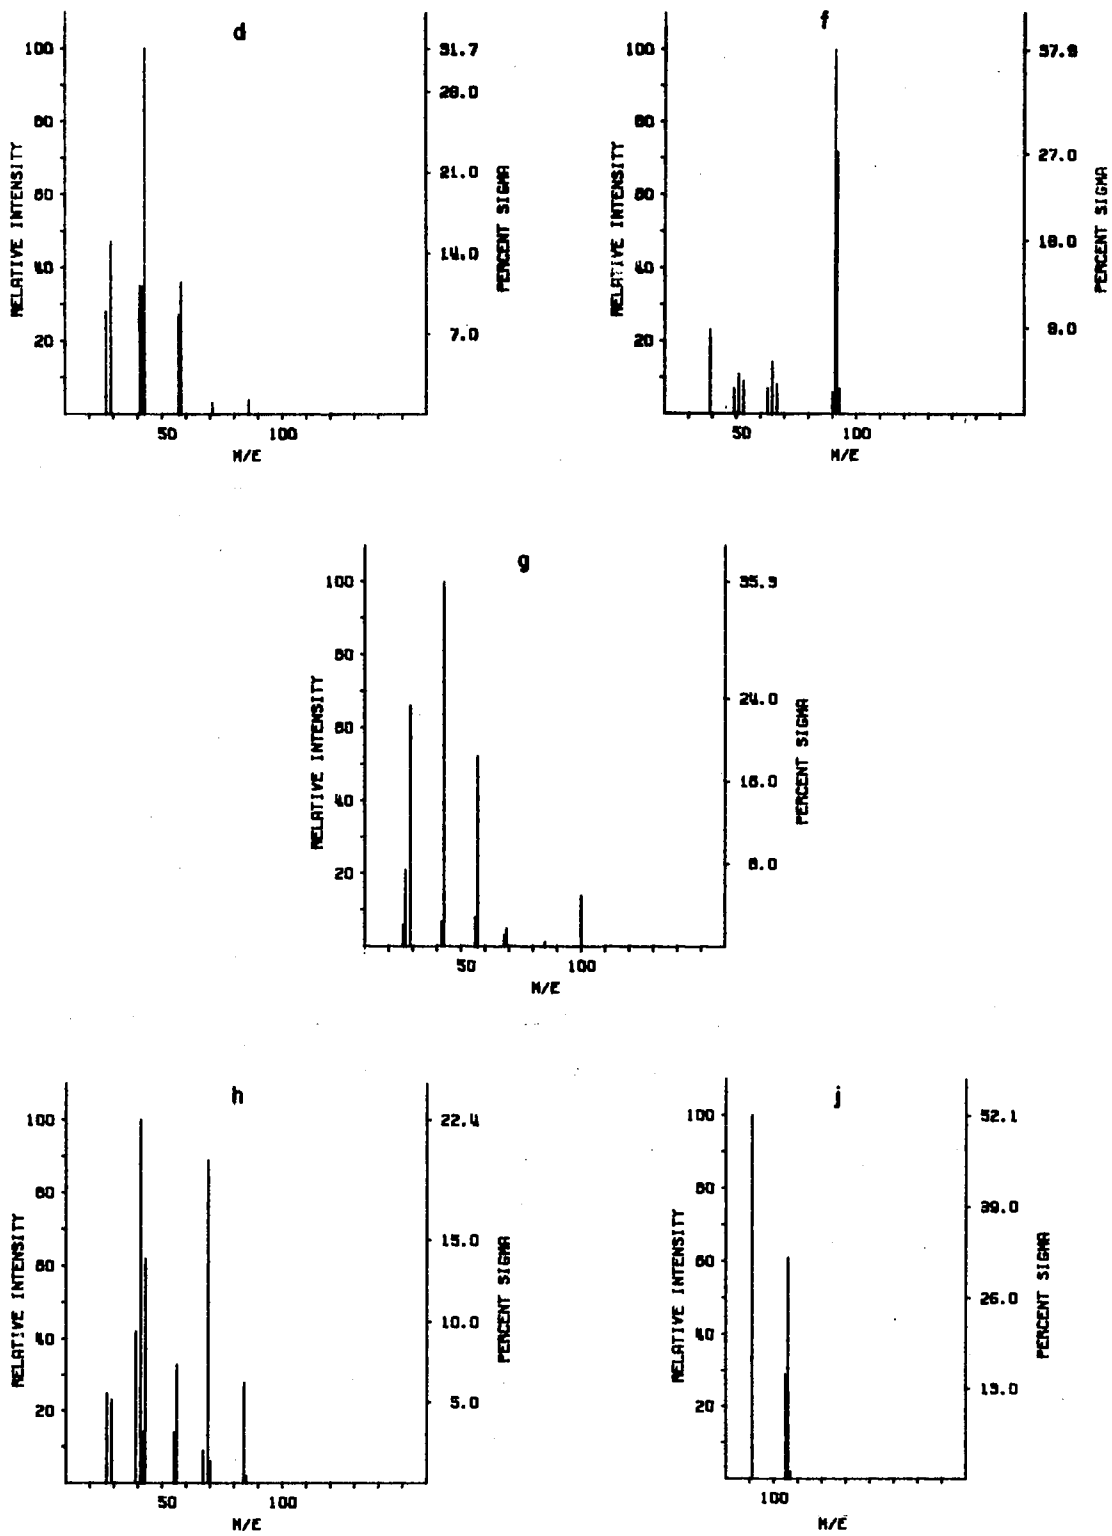 d
100
80
60
40
20
RELATIVE INTENSITY
31.7
28.0
21.0
14.0
7.0
PERCENT SIGMA
50
100
M/E
f
100
80
60
40
20
RELATIVE INTENSITY
37.8
27.0
18.0
9.0
PERCENT SIGMA
50
100
M/E
g
100
80
60
40
20
RELATIVE INTENSITY
35.3
24.0
16.0
8.0
PERCENT SIGMA
50
100
M/E
h
100
80
60
40
20
RELATIVE INTENSITY
22.4
15.0
10.0
5.0
PERCENT SIGMA
50
100
M/E
j
100
80
60
40
20
RELATIVE INTENSITY
52.1
39.0
26.0
13.0
PERCENT SIGMA
100
M/E